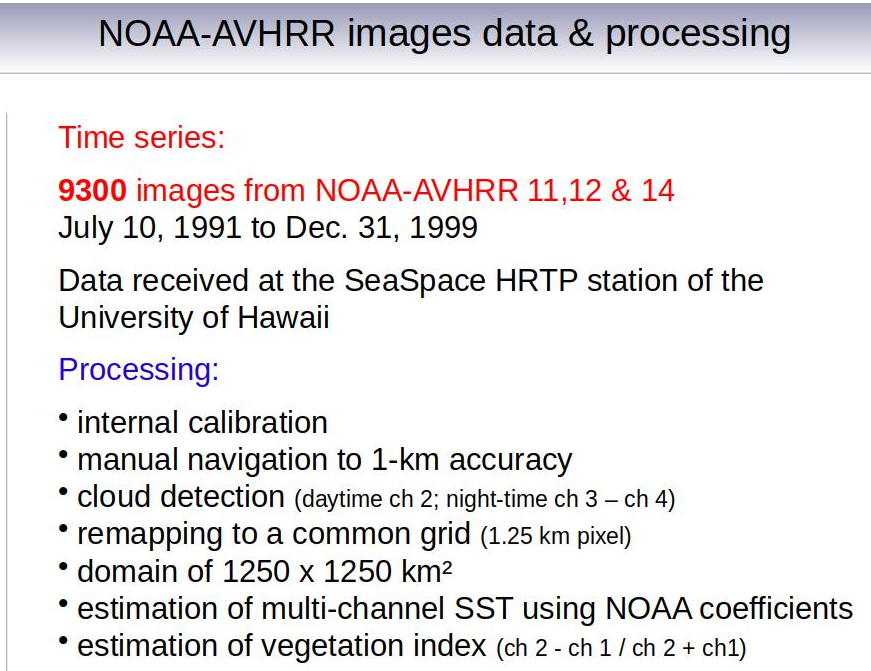 NOAA-AVHRR images data & processing
Time series:
9300 images from NOAA-AVHRR 11,12 & 14
July 10, 1991 to Dec. 31, 1999
Data received at the SeaSpace HRTP station of the
University of Hawaii
Processing:
• internal calibration
• manual navigation to 1-km accuracy
• cloud detection (daytime ch 2; night-time ch 3 – ch 4)
• remapping to a common grid (1.25 km pixel)
• domain of 1250 x 1250 km²
• estimation of multi-channel SST using NOAA coefficients
• estimation of vegetation index (ch 2 - ch 1 / ch 2 + ch1)